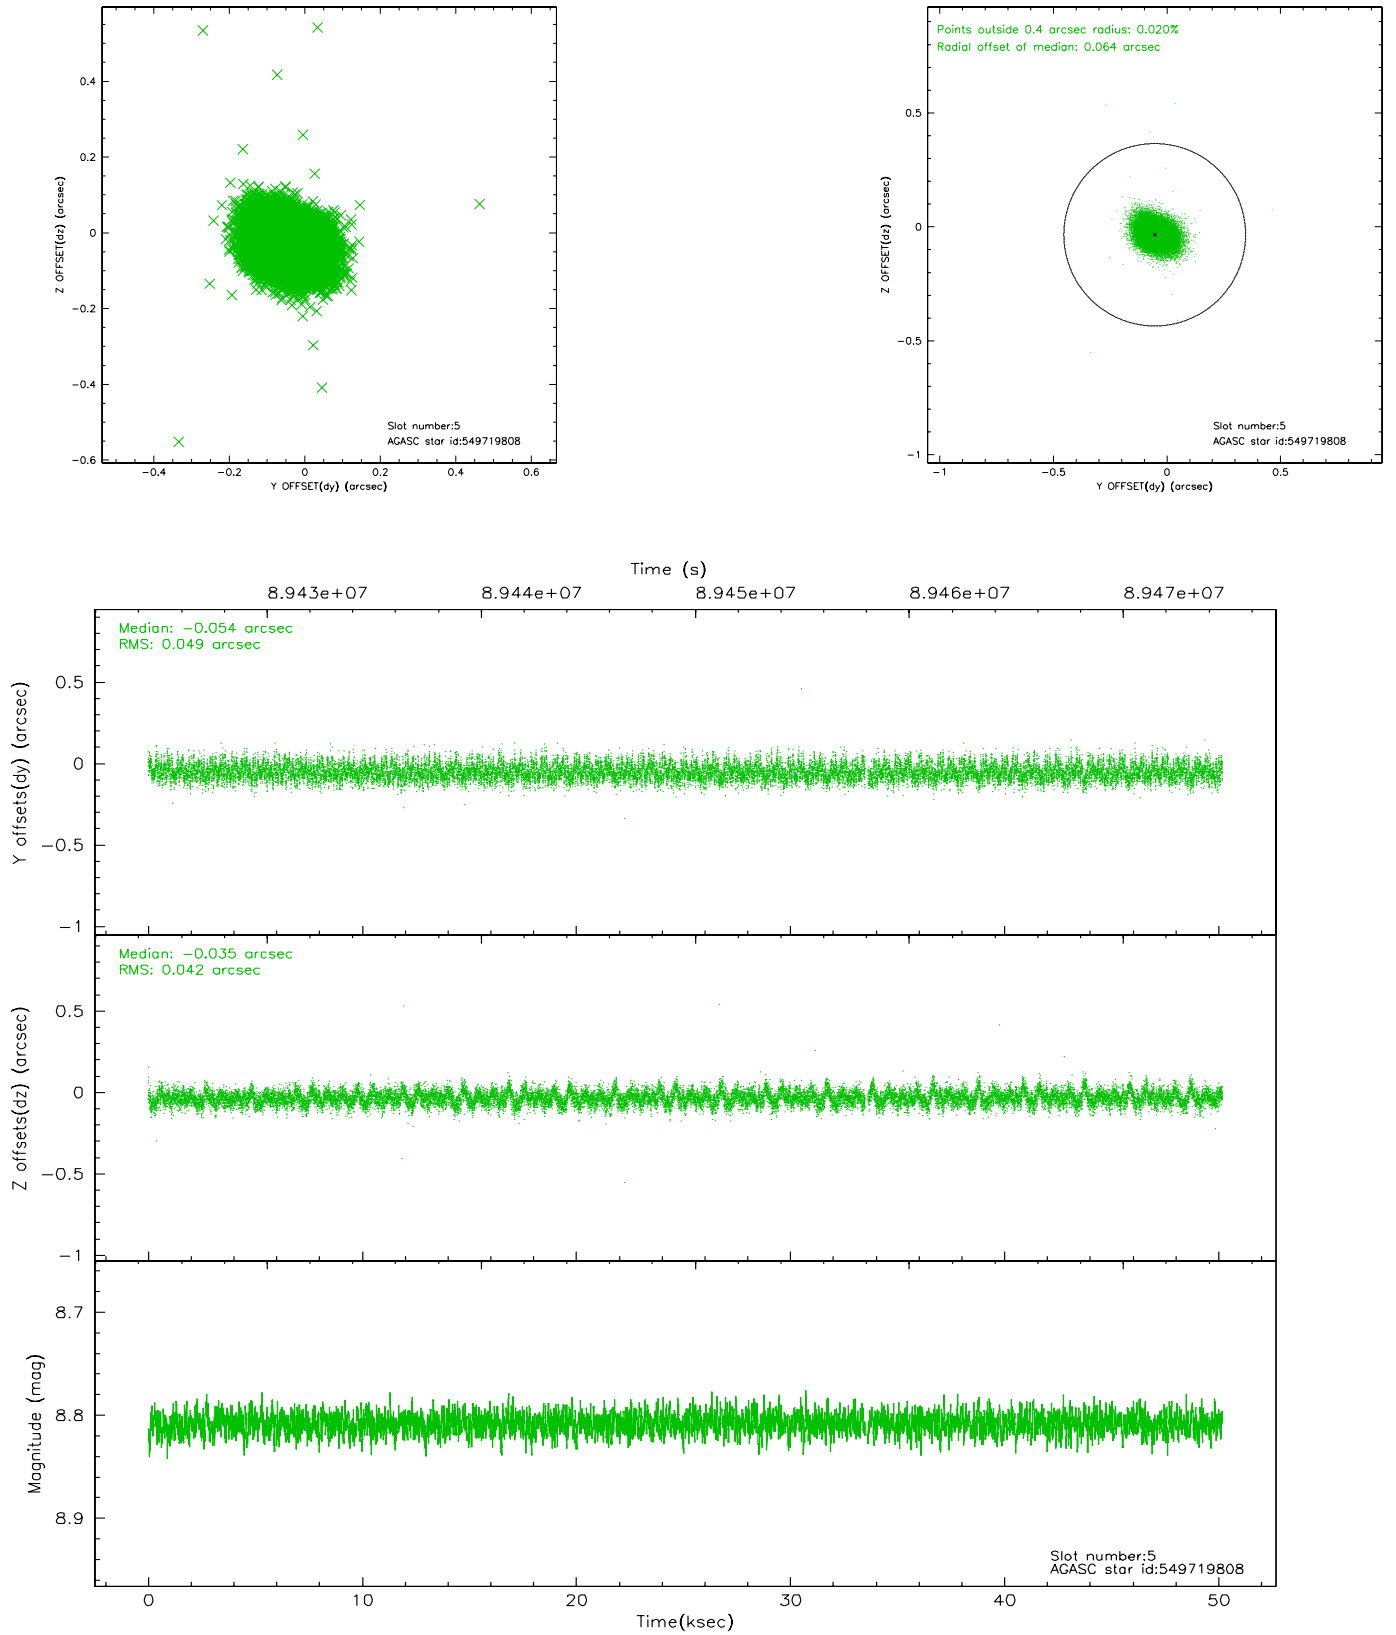 0.4
0.2
0
-0.2
-0.4
-0.6
-0.4
-0.2
0
0.2
0.4
0.6
Z OFFSET(dz) (arcsec)
Y OFFSET(dy) (arcsec)
Slot number:5
AGASC star id:549719808
Points outside 0.4 arcsec radius: 0.020%
Radial offset of median: 0.064 arcsec
0.5
0
-0.5
-1
-1
-0.5
0
0.5
Z OFFSET(dz) (arcsec)
Y OFFSET(dy) (arcsec)
Slot number:5
AGASC star id:549719808
Time (s)
8.943e+07
8.944e+07
8.945e+07
8.946e+07
8.947e+07
Median: -0.054 arcsec
RMS: 0.049 arcsec
0.5
0
-0.5
-1
Y offsets(dy) (arcsec)
Median: -0.035 arcsec
RMS: 0.042 arcsec
0.5
0
-0.5
-1
Z offsets(dz) (arcsec)
8.7
8.8
8.9
Magnitude (mag)
Slot number:5
AGASC star id:549719808
0
10
20
30
40
50
Time(ksec)